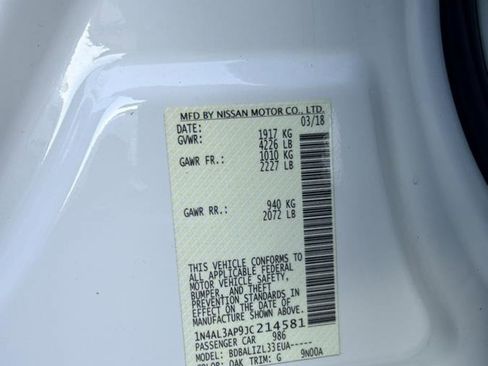 MFD BY NISSAN MOTOR CO., LTD.
DATE: 03/18
GVWR: 1917 KG
4226 LB
GAWR FR.: 1010 KG
2227 LB
GAWR RR.: 940 KG
2072 LB
THIS VEHICLE CONFORMS TO
ALL APPLICABLE FEDERAL
MOTOR VEHICLE SAFETY,
BUMPER, AND THEFT
PREVENTION STANDARDS IN
EFFECT ON THE DATE OF
MANUFACTURE SHOWN ABOVE.
1N4AL3AP9JC214581
PASSENGER CAR 986
MODEL: BDBALIZL33EUA-----
COLOR: QAK TRIM: G 9N00A